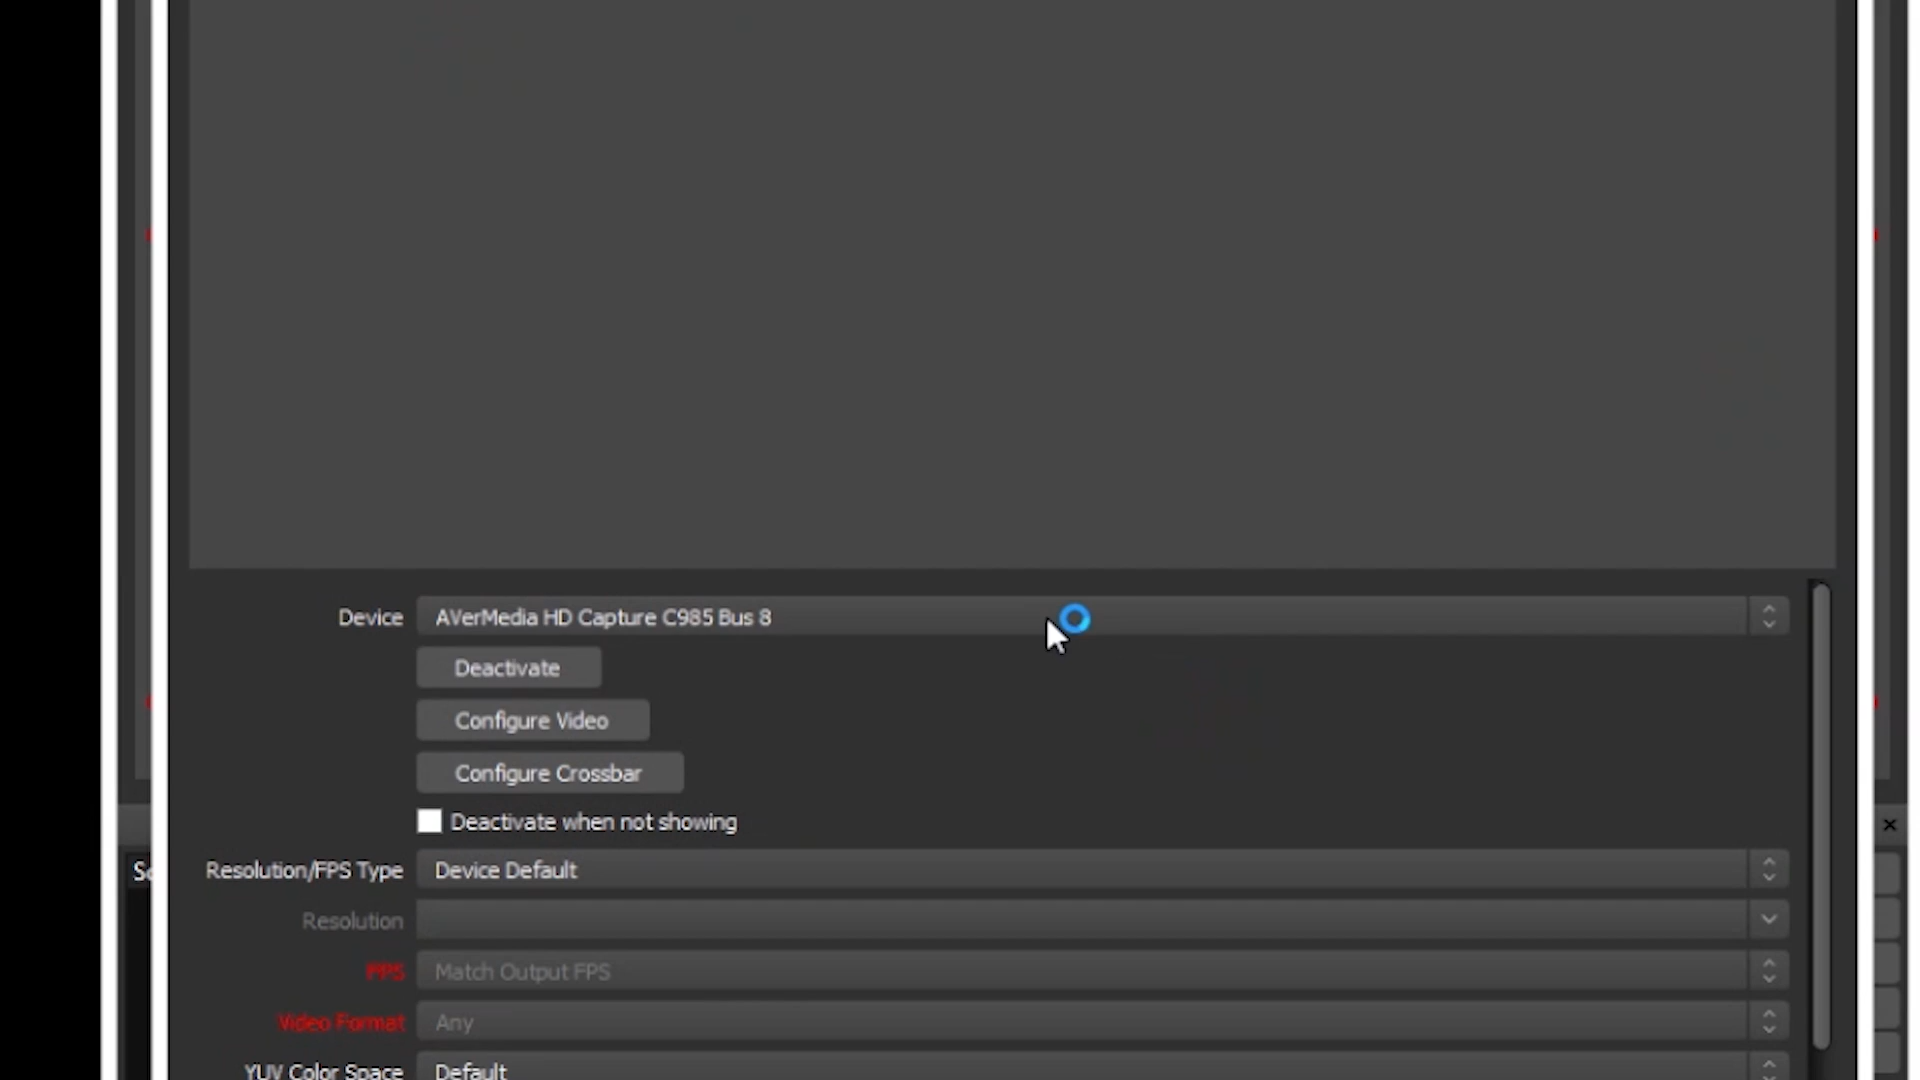 Device AVerMedia HD Capture C985 Bus 8
Deactivate
Configure Video
Configure Crossbar
Deactivate when not showing
Resolution/FPS Type Device Default
Resolution
FPS Match Output FPS
Video Format Any
YUV Color Space Default